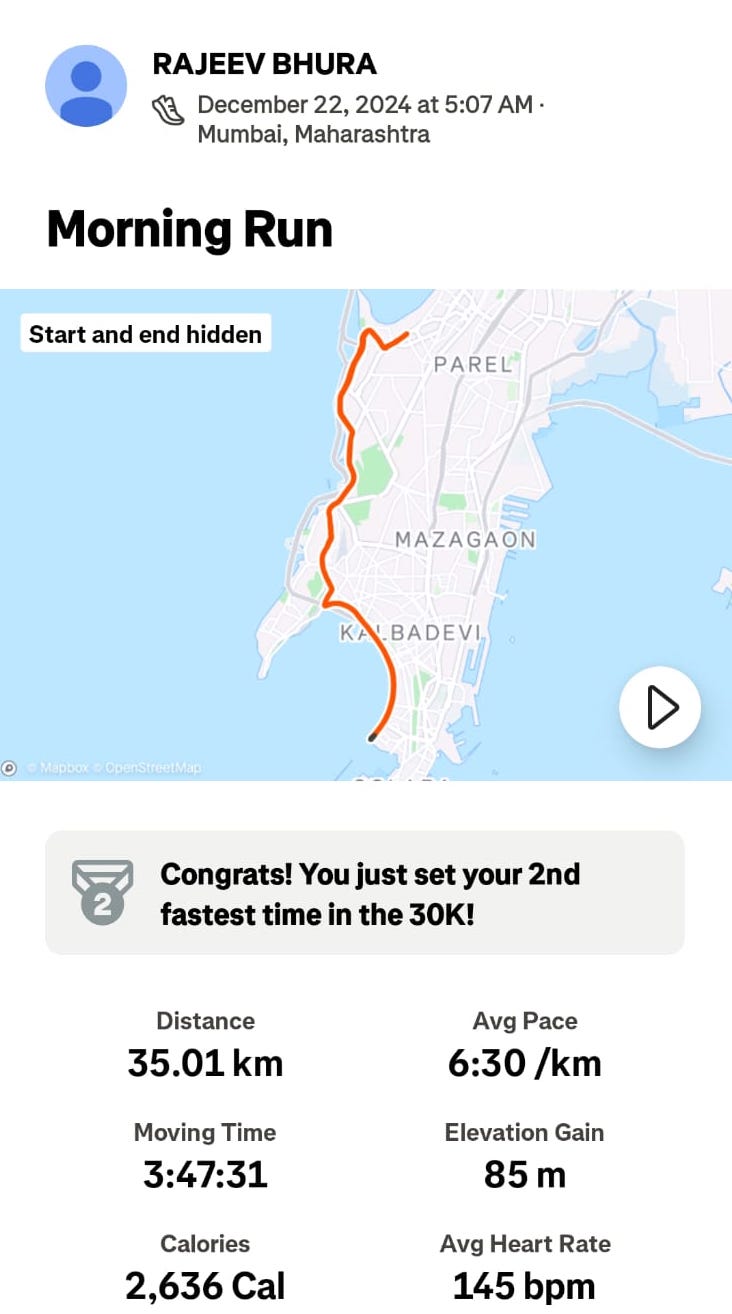 RAJEEV BHURA
December 22, 2024 at 5:07 AM ·
Mumbai, Maharashtra
Morning Run
Start and end hidden
PAREL
MAZAGAON
KALBADEVI
© Mapbox © OpenStreetMap
2
Congrats! You just set your 2nd
fastest time in the 30K!
Distance
Avg Pace
35.01 km
6:30 /km
Moving Time
Elevation Gain
3:47:31
85 m
Calories
Avg Heart Rate
2,636 Cal
145 bpm